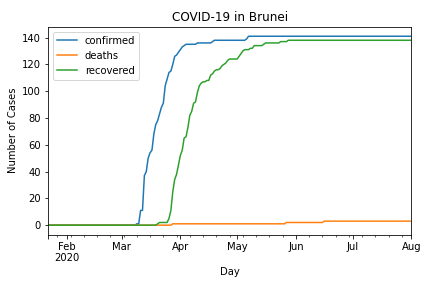 COVID-19 in Brunei
confirmed
deaths
recovered
Number of Cases
140
120
100
80
60
40
20
0
Feb
2020
Mar
Apr
May
Jun
Jul
Aug
Day